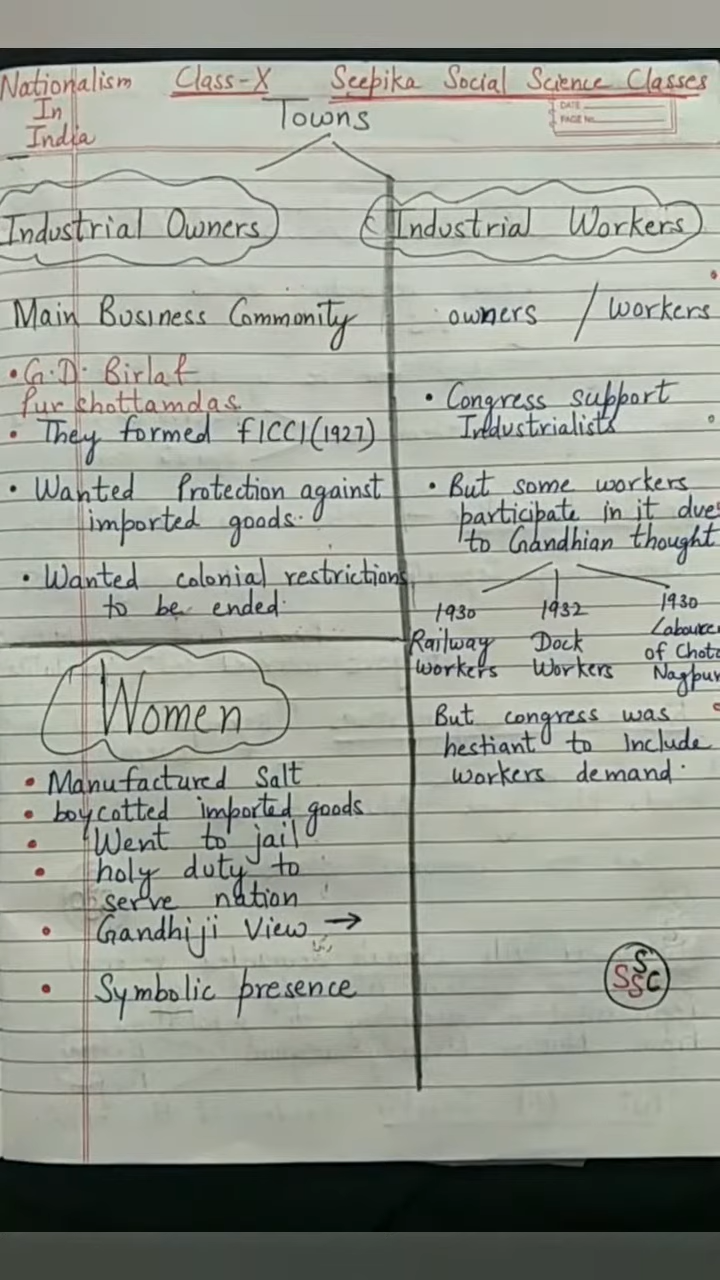 Nationalism Class-X Seepika Social Science Classes
In
India
Towns
DATE
PAGE No.
Industrial Owners
Main Business Commonity
• G.D. Birlaf
Purshottamdas
• They formed fICCI(1927)
• Wanted Protection against
imported goods.
• Wanted colonial restrictions
to be ended.
Industrial Workers
owners / workers
• Congress support
Industrialists
• But some workers
participate in it due
to Gandhian thought
1930
Railway
workers
1932
Dock
Workers
1930
Labource
of Chota
Nagpur
But congress was
hestiant to Include
workers demand.
Women
• Manufactured Salt
• boycotted imported goods
• Went to jail
• holy duty to
serve nation
• Gandhiji View →
• Symbolic presence
SSSC